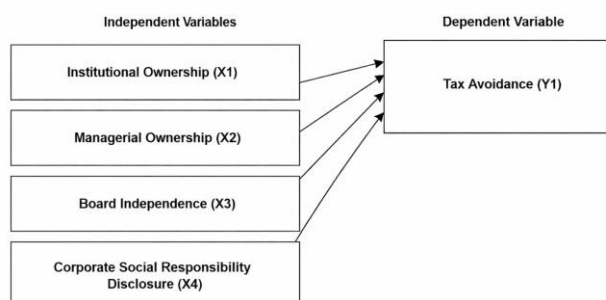 Independent Variables
Dependent Variable
Institutional Ownership (X1)
Tax Avoidance (Y1)
Managerial Ownership (X2)
Board Independence (X3)
Corporate Social Responsibility
Disclosure (X4)